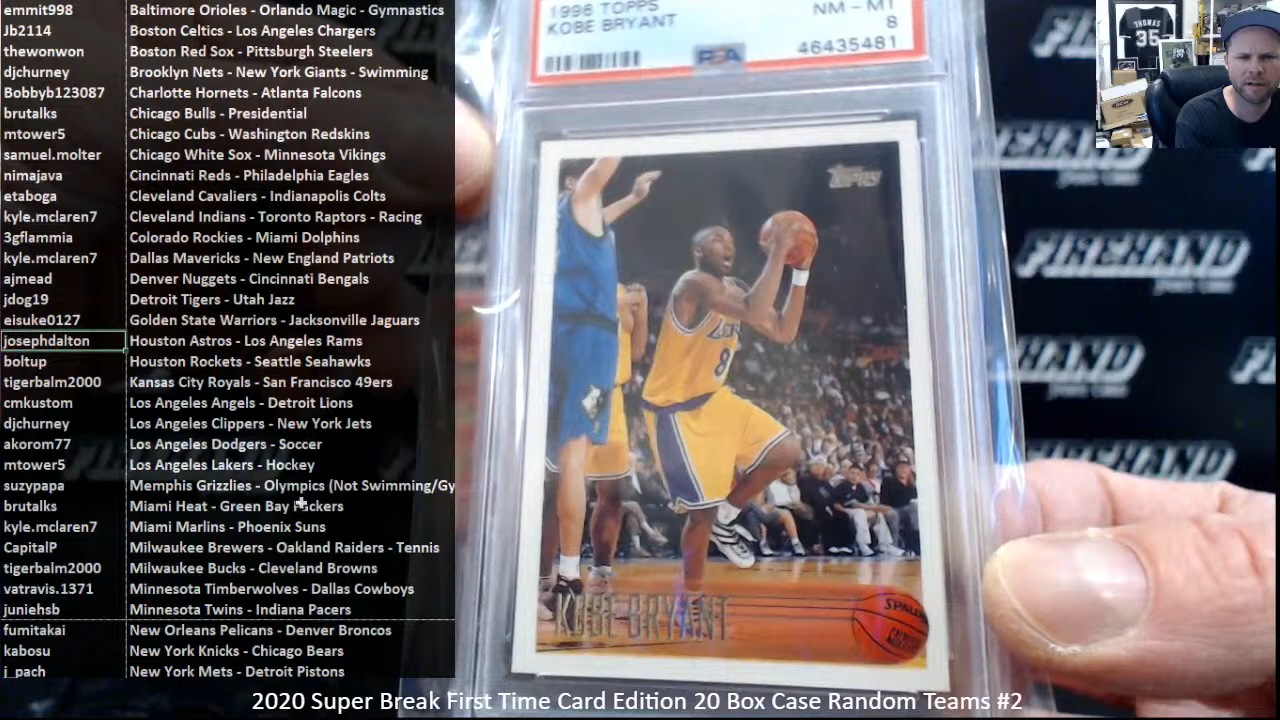 emmit998 Baltimore Orioles - Orlando Magic - Gymnastics
Jb2114 Boston Celtics - Los Angeles Chargers
thewonwon Boston Red Sox - Pittsburgh Steelers
djchurney Brooklyn Nets - New York Giants - Swimming
Bobbyb123087 Charlotte Hornets - Atlanta Falcons
brutalks Chicago Bulls - Presidential
mtower5 Chicago Cubs - Washington Redskins
samuel.molter Chicago White Sox - Minnesota Vikings
nimajava Cincinnati Reds - Philadelphia Eagles
etaboga Cleveland Cavaliers - Indianapolis Colts
kyle.mclaren7 Cleveland Indians - Toronto Raptors - Racing
3gflammia Colorado Rockies - Miami Dolphins
kyle.mclaren7 Dallas Mavericks - New England Patriots
ajmead Denver Nuggets - Cincinnati Bengals
jdog19 Detroit Tigers - Utah Jazz
eisuke0127 Golden State Warriors - Jacksonville Jaguars
josephdalton Houston Astros - Los Angeles Rams
boltup Houston Rockets - Seattle Seahawks
tigerbalm2000 Kansas City Royals - San Francisco 49ers
cmkustom Los Angeles Angels - Detroit Lions
djchurney Los Angeles Clippers - New York Jets
akorom77 Los Angeles Dodgers - Soccer
mtower5 Los Angeles Lakers - Hockey
suzypapa Memphis Grizzlies - Olympics (Not Swimming/Gy
brutalks Miami Heat - Green Bay Packers
kyle.mclaren7 Miami Marlins - Phoenix Suns
CapitalP Milwaukee Brewers - Oakland Raiders - Tennis
tigerbalm2000 Milwaukee Bucks - Cleveland Browns
vatravis.1371 Minnesota Timberwolves - Dallas Cowboys
juniehsb Minnesota Twins - Indiana Pacers
fumitakai New Orleans Pelicans - Denver Broncos
kabosu New York Knicks - Chicago Bears
j_pach New York Mets - Detroit Pistons
1996 TOPPS
KOBE BRYANT
NM - MT
8
PSA
46435481
TOPPS
8
KOBE BRYANT
SPALDING
THOMAS
35
FIREHAND
FIREHAND
2020 Super Break First Time Card Edition 20 Box Case Random Teams #2